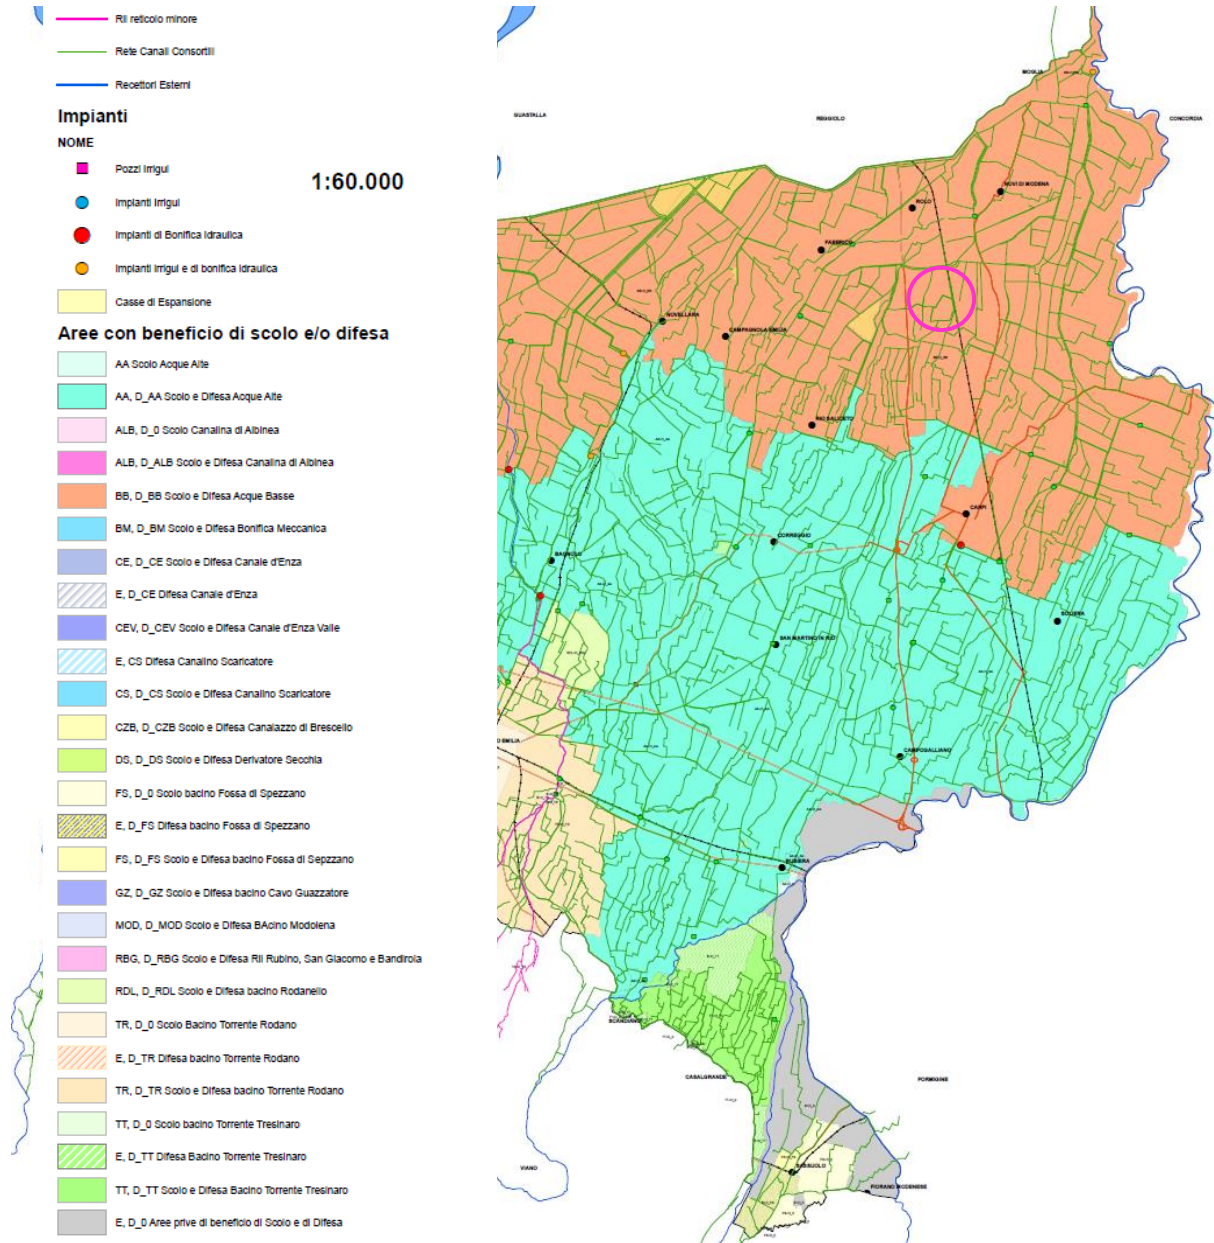 Rii reticolo minore
Rete Canali Consortili
Recettori Esterni
Impianti
NOME
Pozzi Irrigui
1:60.000
Impianti Irrigui
Impianti di Bonifica Idraulica
Impianti Irrigui e di bonifica Idraulica
Casse di Espansione
Aree con beneficio di scolo e/o difesa
AA Scolo Acque Alte
AA, D_AA Scolo e Difesa Acque Alte
ALB, D_0 Scolo Canalina di Albinea
ALB, D_ALB Scolo e Difesa Canalina di Albinea
BB, D_BB Scolo e Difesa Acque Basse
BM, D_BM Scolo e Difesa Bonifica Meccanica
CE, D_CE Scolo e Difesa Canale d'Enza
E, D_CE Difesa Canale d'Enza
CEV, D_CEV Scolo e Difesa Canale d'Enza Valle
E, CS Difesa Canalino Scaricatore
CS, D_CS Scolo e Difesa Canalino Scaricatore
CZB, D_CZB Scolo e Difesa Canalazzo di Brescello
DS, D_DS Scolo e Difesa Derivatore Secchia
FS, D_0 Scolo bacino Fossa di Spezzano
E, D_FS Difesa bacino Fossa di Spezzano
FS, D_FS Scolo e Difesa bacino Fossa di Sepzzano
GZ, D_GZ Scolo e Difesa bacino Cavo Guazzatore
MOD, D_MOD Scolo e Difesa BAcino Modolena
RBG, D_RBG Scolo e Difesa Rii Rubino, San Giacomo e Bandirola
RDL, D_RDL Scolo e Difesa bacino Rodanello
TR, D_0 Scolo Bacino Torrente Rodano
E, D_TR Difesa bacino Torrente Rodano
TR, D_TR Scolo e Difesa bacino Torrente Rodano
TT, D_0 Scolo bacino Torrente Tresinaro
E, D_TT Difesa Bacino Torrente Tresinaro
TT, D_TT Scolo e Difesa Bacino Torrente Tresinaro
E, D_0 Aree prive di beneficio di Scolo e di Difesa
MOGLIA
GUASTALLA
REGGIOLO
CONCORDIA
NOVI DI MODENA
ROLO
FABBRICO
NOVELLARA
CAMPAGNOLA EMILIA
RIO SALICETO
CARPI
CORREGGIO
BAGNOLO
SOLIERA
SAN MARTINO IN RIO
O EMILIA
CAMPOGALLIANO
RUBIERA
SCANDIANO
CASALGRANDE
FORMIGINE
VIANO
SASSUOLO
FIORANO MODENESE